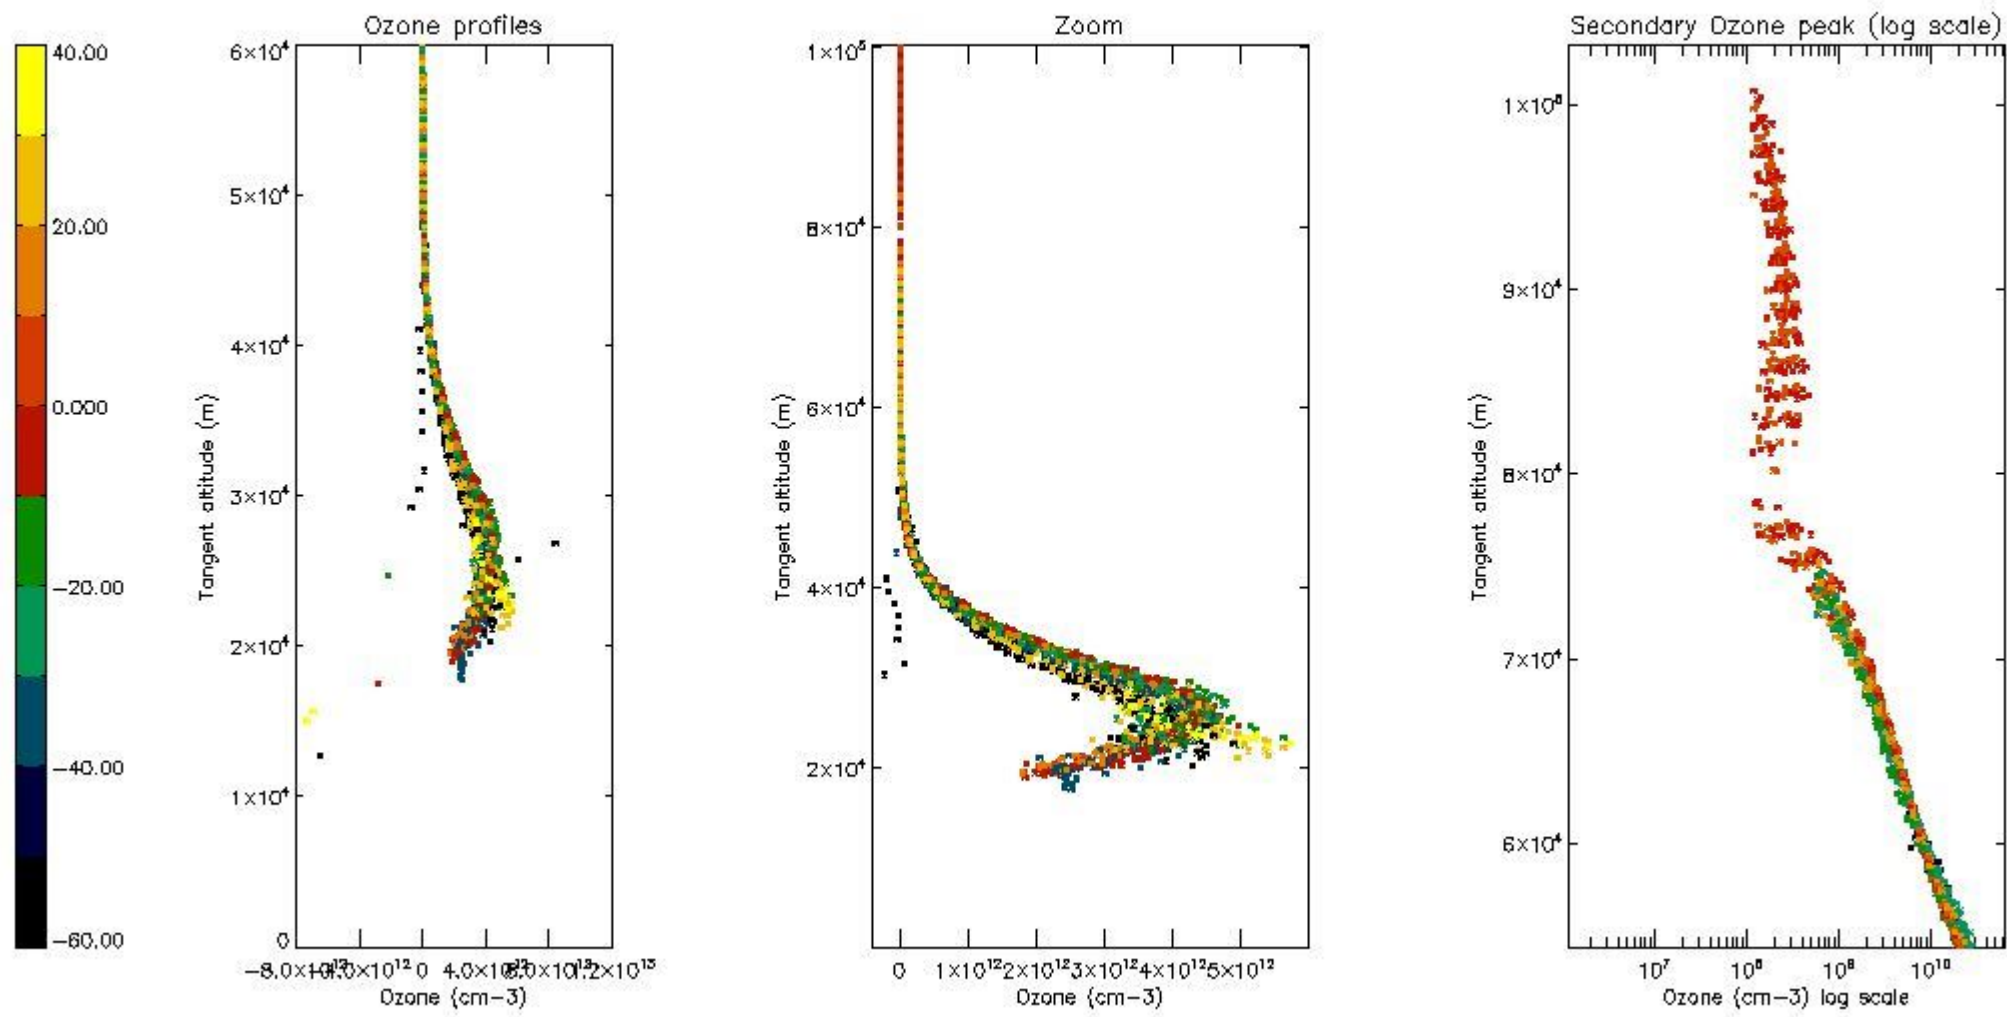 Ozone profiles
Zoom
Secondary Ozone peak (log scale)
40.00
20.00
0.000
−20.00
−40.00
−60.00
6×10⁴
5×10⁴
4×10⁴
3×10⁴
2×10⁴
1×10⁴
0
Tangent altitude (m)
0
Ozone (cm−3)
1×10⁵
8×10⁴
6×10⁴
4×10⁴
2×10⁴
Tangent altitude (m)
0 1×10¹² 2×10¹² 3×10¹² 4×10¹² 5×10¹²
Ozone (cm−3)
1×10⁵
9×10⁴
8×10⁴
7×10⁴
6×10⁴
Tangent altitude (m)
10⁷ 10⁸ 10⁹ 10¹⁰
Ozone (cm−3) log scale